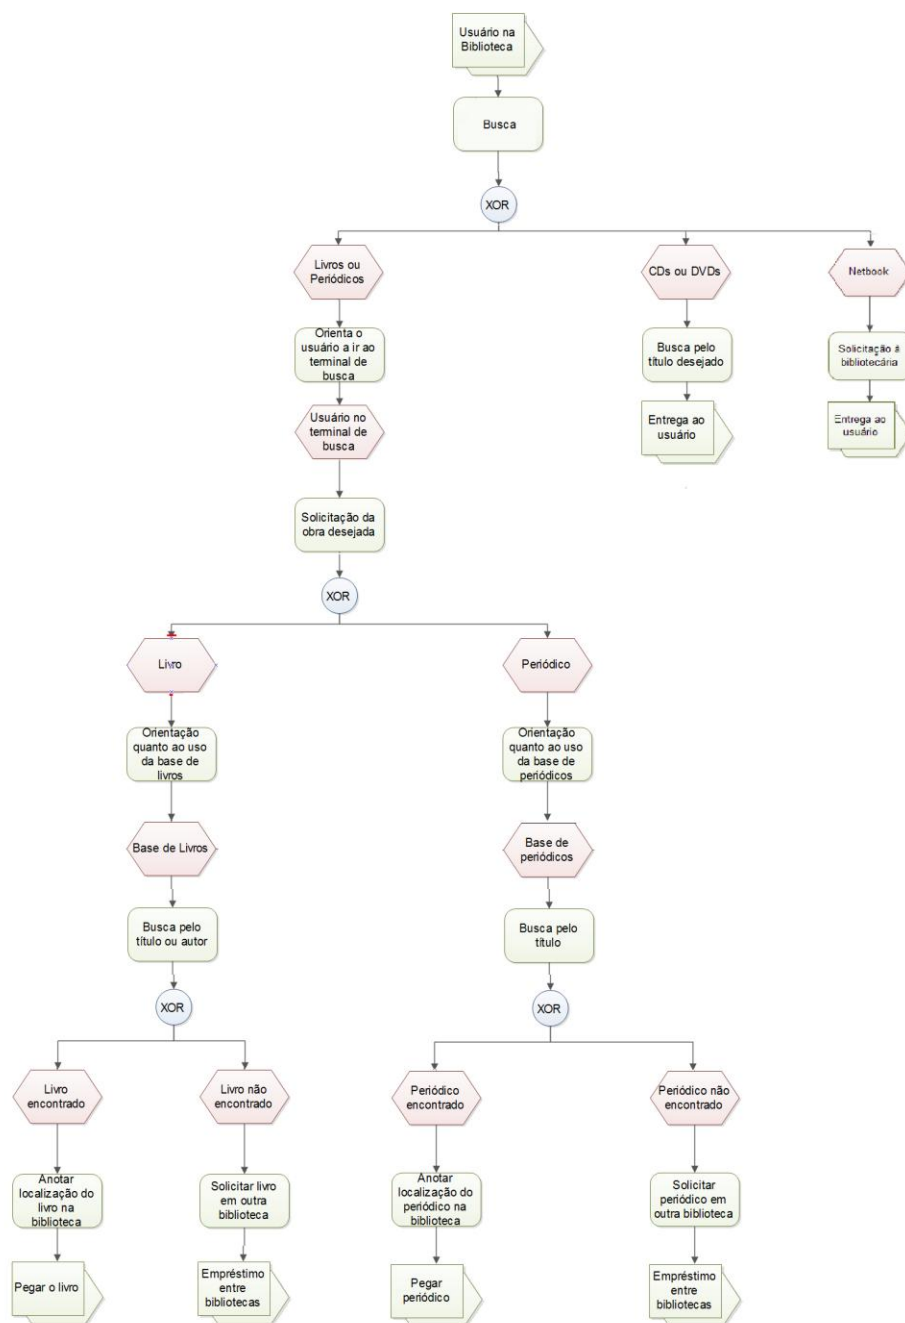 Usuário na
Biblioteca
Busca
XOR
Livros ou
Periódicos
CDs ou DVDs
Netbook
Orienta o
usuário a ir ao
terminal de
busca
Busca pelo
título desejado
Solicitação á
bibliotecária
Usuário no
terminal de
busca
Entrega ao
usuário
Entrega ao
usuário
Solicitação da
obra desejada
XOR
Livro
Periódico
Orientação
quanto ao uso
da base de
livros
Orientação
quanto ao uso
da base de
periódicos
Base de Livros
Base de
periódicos
Busca pelo
título ou autor
Busca pelo
título
XOR
XOR
Livro
encontrado
Livro não
encontrado
Periódico
encontrado
Periódico não
encontrado
Anotar
localização do
livro na
biblioteca
Solicitar livro
em outra
biblioteca
Anotar
localização do
periódico na
biblioteca
Solicitar
periódico em
outra biblioteca
Pegar o livro
Empréstimo
entre
bibliotecas
Pegar
periódico
Empréstimo
entre
bibliotecas